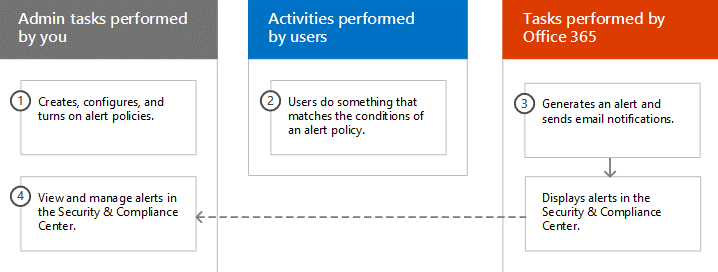 Admin tasks performed
by you
Activities performed
by users
Tasks performed by
Office 365
1
Creates, configures, and
turns on alert policies.
2
Users do something that
matches the conditions of
an alert policy.
3
Generates an alert and
sends email notifications.
4
View and manage alerts in
the Security & Compliance
Center.
Displays alerts in the
Security & Compliance
Center.